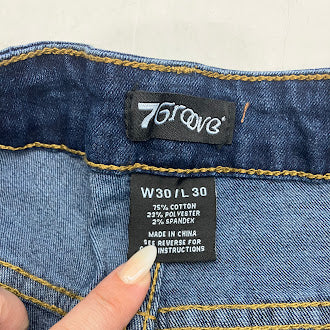 7Groove
W30/L30
75% COTTON
23% POLYESTER
2% SPANDEX
MADE IN CHINA
SEE REVERSE FOR
INSTRUCTIONS